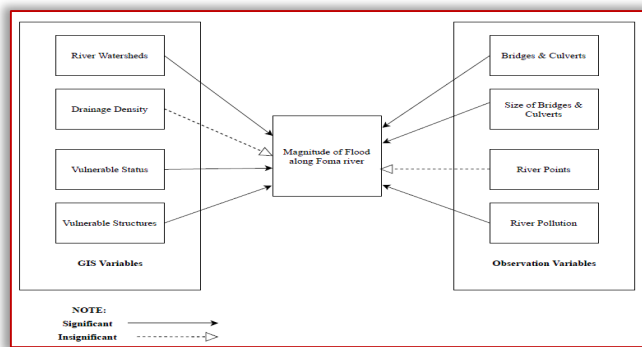 River Watersheds
Drainage Density
Vulnerable Status
Vulnerable Structures
GIS Variables
Magnitude of Flood
along Foma river
Bridges & Culverts
Size of Bridges &
Culverts
River Points
River Pollution
Observation Variables
NOTE:
Significant
Insignificant